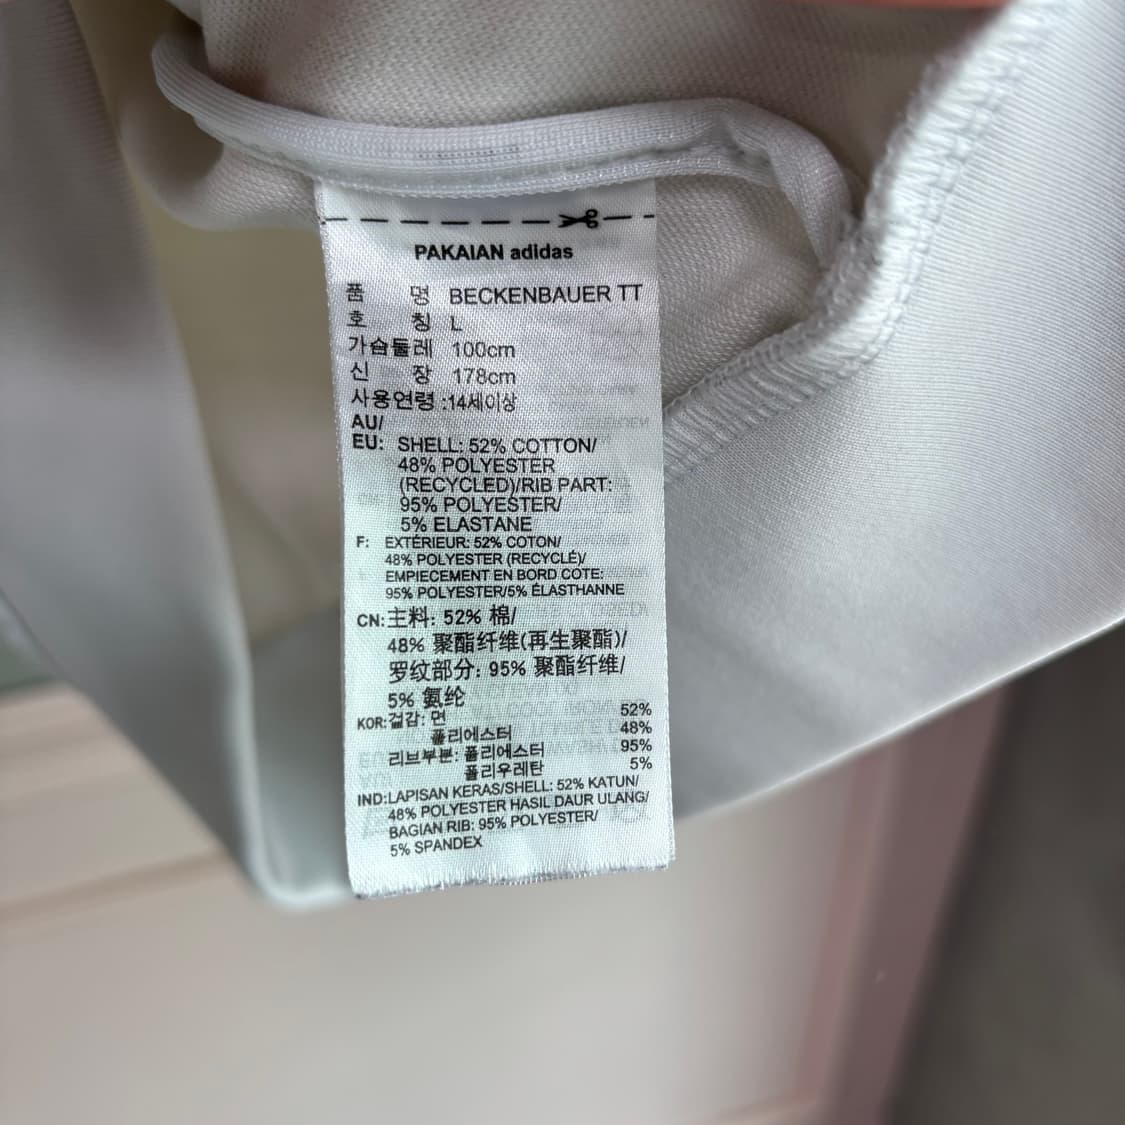 PAKAIAN adidas
품 명 BECKENBAUER TT
호 칭 L
가슴둘레 100cm
신 장 178cm
사용연령 :14세이상
AU/
EU: SHELL: 52% COTTON/
48% POLYESTER
(RECYCLED)/RIB PART:
95% POLYESTER/
5% ELASTANE
F: EXTÉRIEUR: 52% COTON/
48% POLYESTER (RECYCLÉ)/
EMPIECEMENT EN BORD COTE:
95% POLYESTER/5% ÉLASTHANNE
CN:主料: 52% 棉/
48% 聚酯纤维(再生聚酯)/
罗纹部分: 95% 聚酯纤维/
5% 氨纶
KOR:겉감: 면 52%
폴리에스터 48%
리브부분: 폴리에스터 95%
폴리우레탄 5%
IND:LAPISAN KERAS/SHELL: 52% KATUN/
48% POLYESTER HASIL DAUR ULANG/
BAGIAN RIB: 95% POLYESTER/
5% SPANDEX